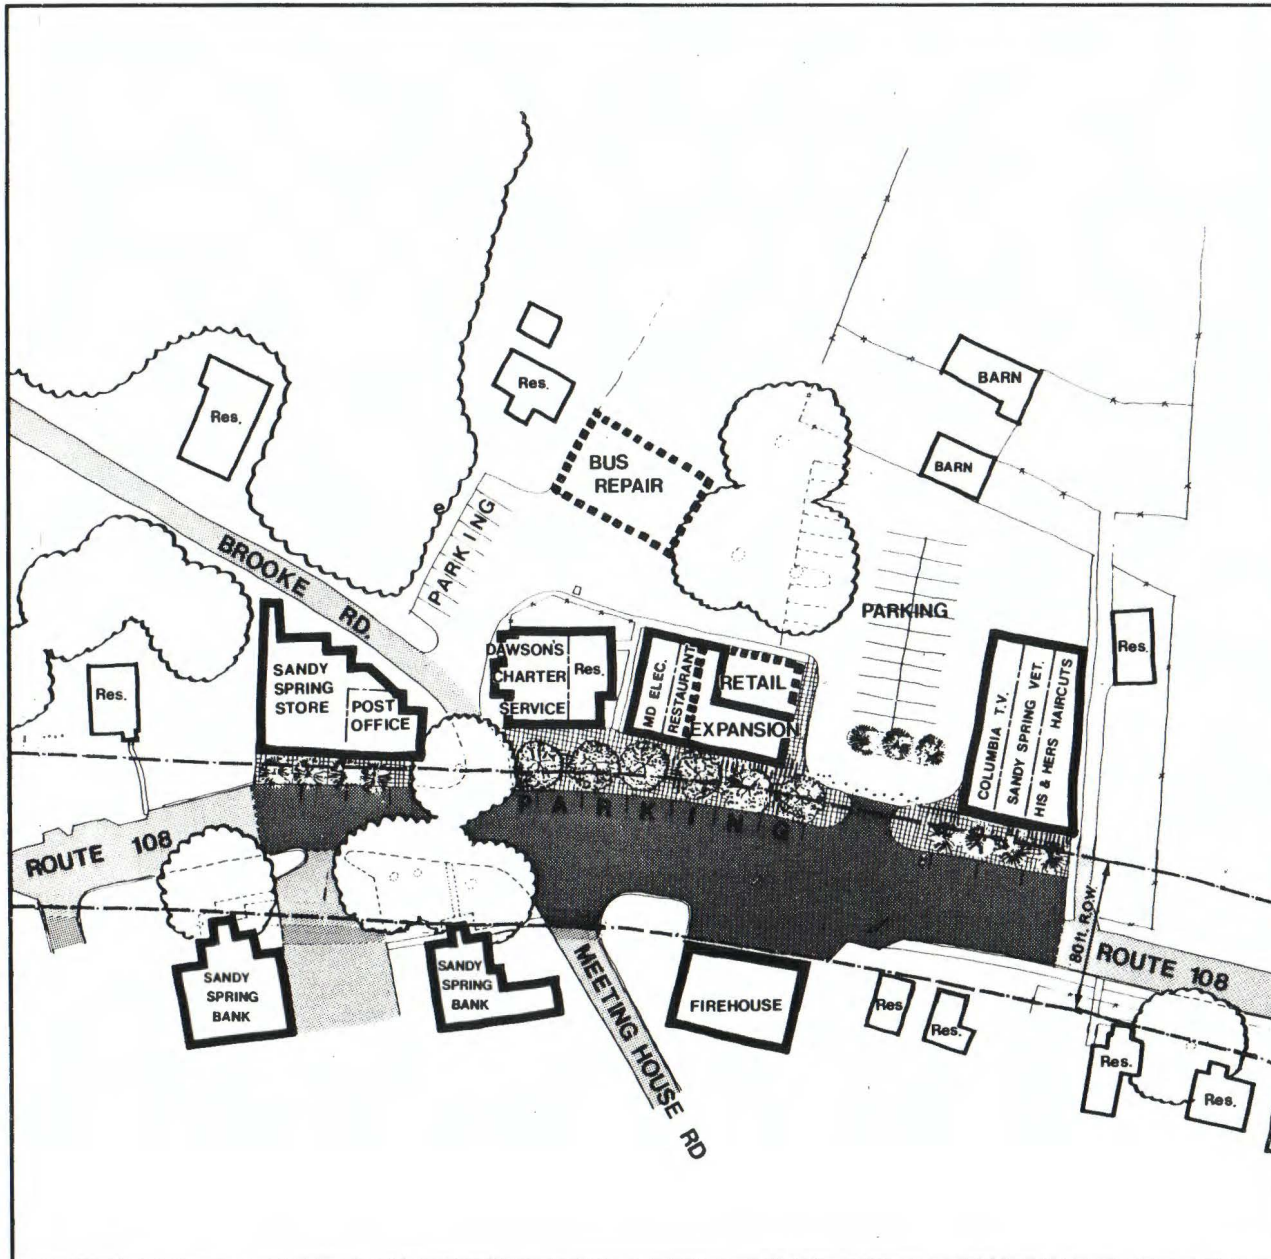 BARN
Res.
Res.
BARN
BUS
REPAIR
PARKING
BROOKE
RD.
PARKING
Res.
SANDY
SPRING
STORE
POST
OFFICE
DAWSON'S
CHARTER
SERVICE
Res.
MD ELEC.
RESTAURANT
RETAIL
EXPANSION
COLUMBIA T.V.
SANDY SPRING VET.
HIS & HERS HAIRCUTS
Res.
PARKING
ROUTE 108
80 ft. R.O.W
ROUTE 108
SANDY
SPRING
BANK
SANDY
SPRING
BANK
MEETING HOUSE RD
FIREHOUSE
Res
Res.
Res.
Res.